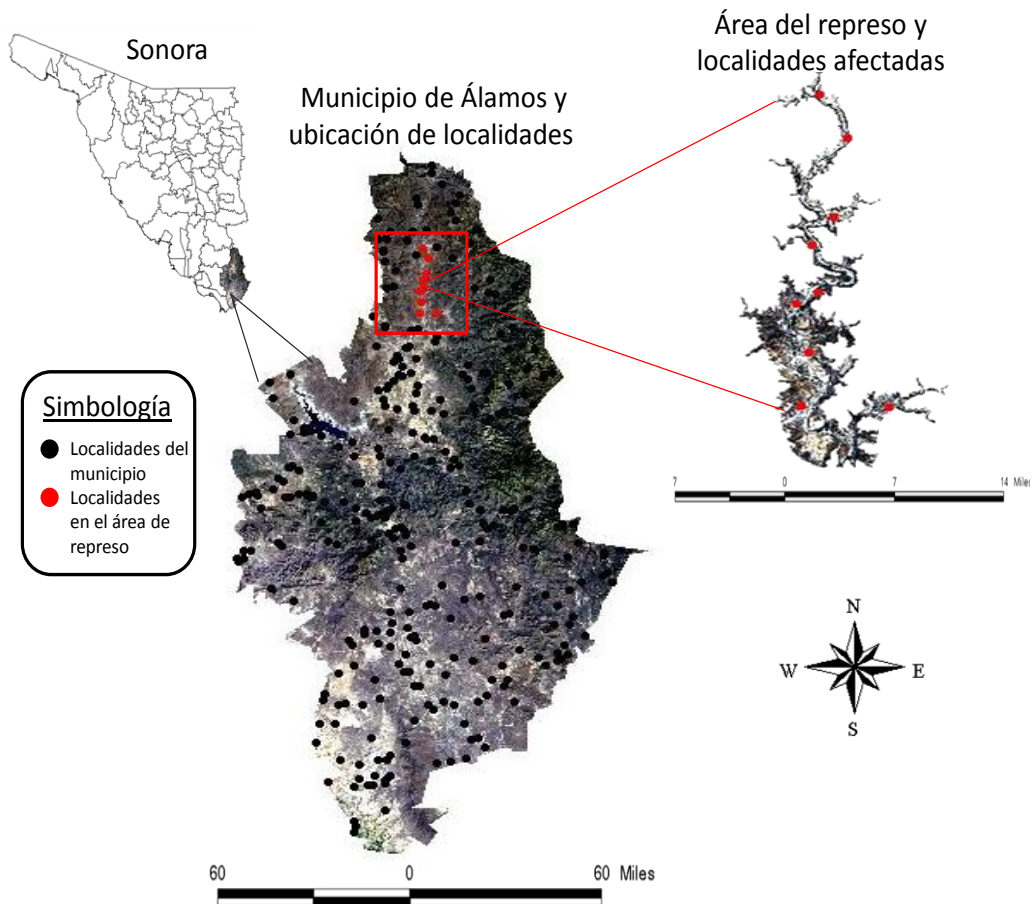 Sonora
Área del represo y
localidades afectadas
Municipio de Álamos y
ubicación de localidades
Simbología
Localidades del
municipio
Localidades
en el área de
represo
7 0 7 14 Miles
N
W E
S
60 0 60 Miles